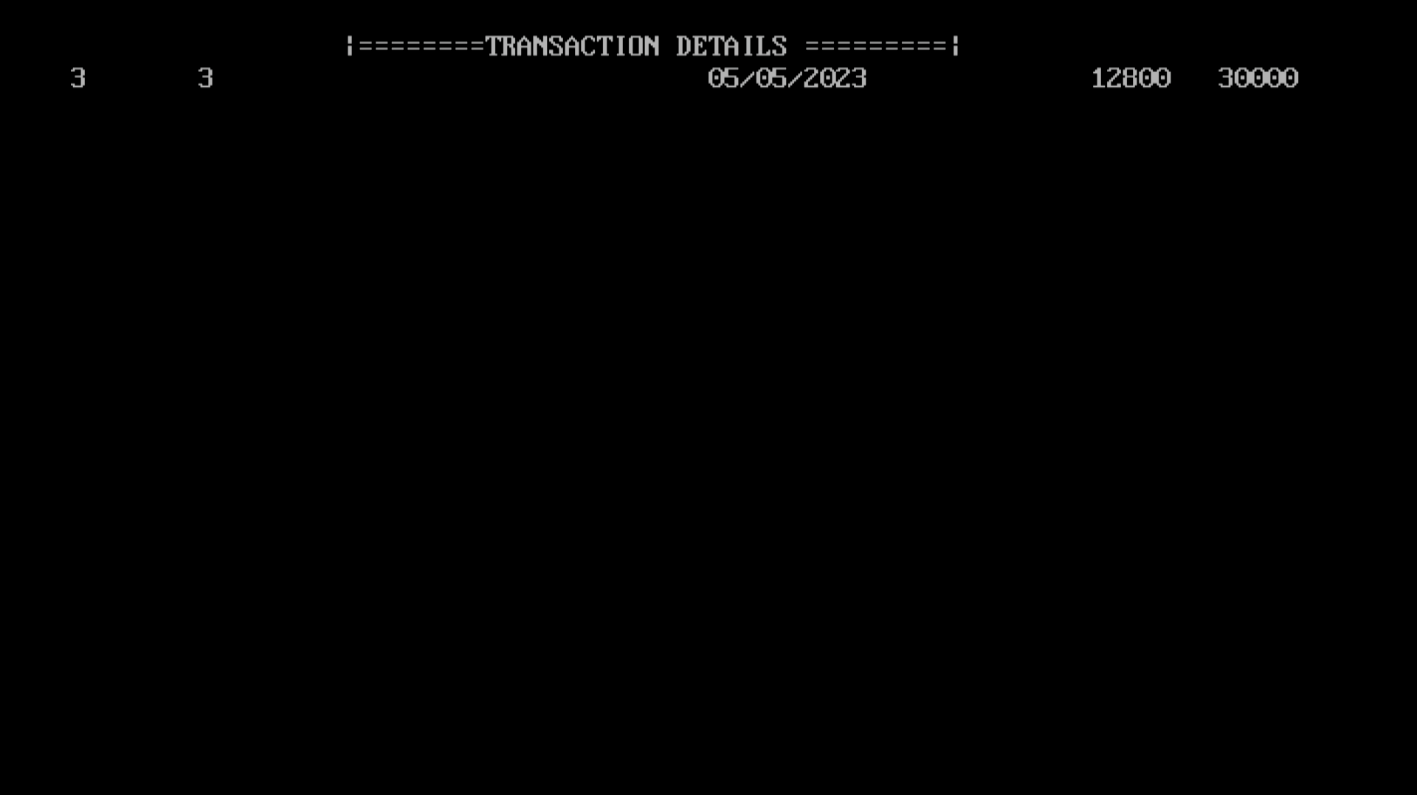 ¦========TRANSACTION DETAILS =========¦
3 3 05/05/2023 12800 30000